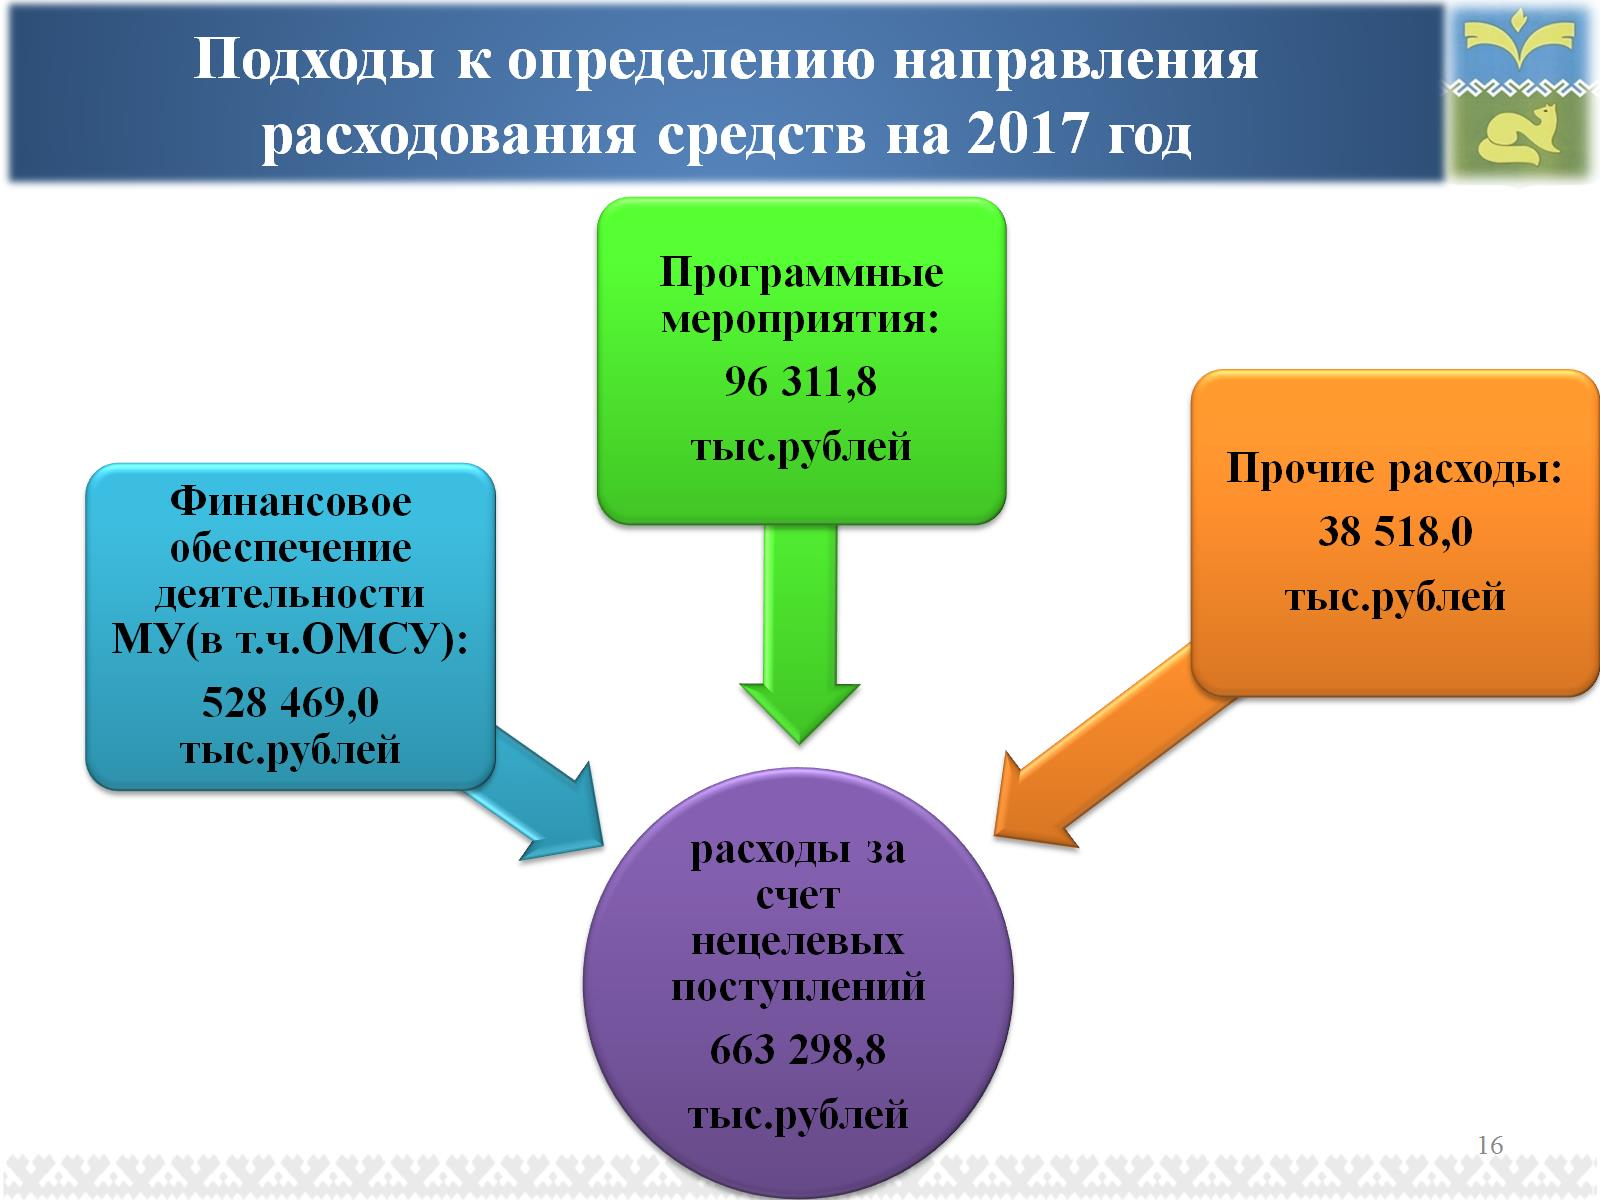 Подходы к определению направления
расходования средств на 2017 год
Программные
мероприятия:
96 311,8
тыс.рублей
Прочие расходы:
38 518,0
тыс.рублей
Финансовое
обеспечение
деятельности
МУ(в т.ч.ОМСУ):
528 469,0
тыс.рублей
расходы за
счет
нецелевых
поступлений
663 298,8
тыс.рублей
16